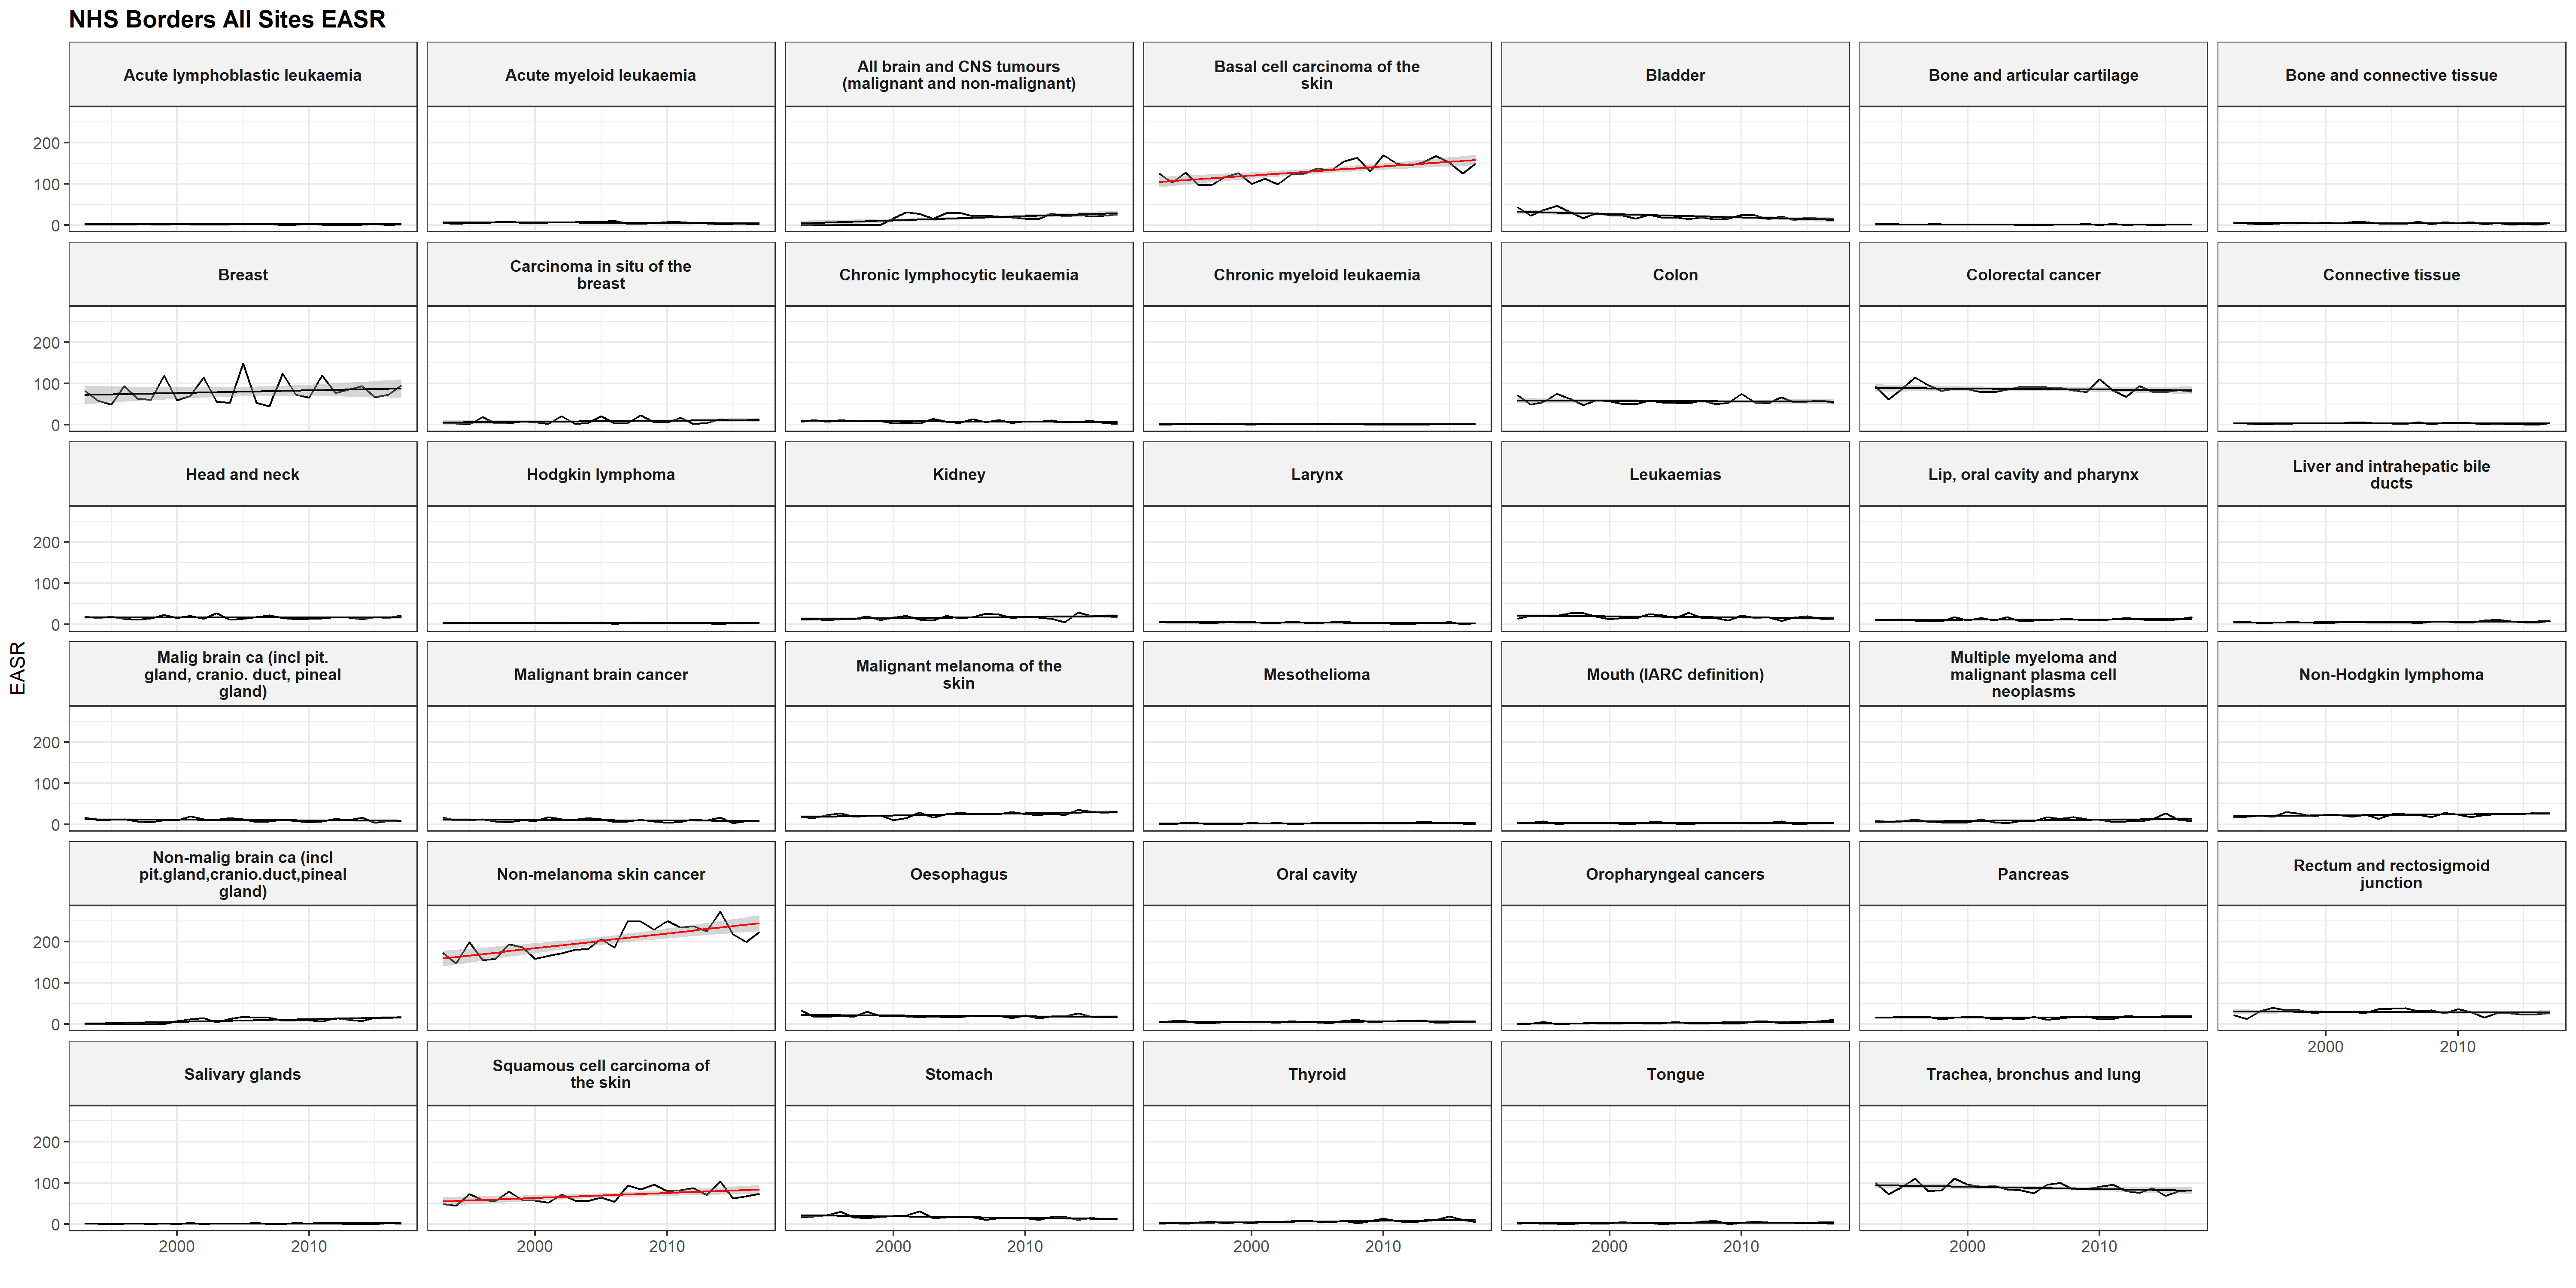 NHS Borders All Sites EASR
Acute lymphoblastic leukaemia
Acute myeloid leukaemia
All brain and CNS tumours
(malignant and non-malignant)
Basal cell carcinoma of the
skin
Bladder
Bone and articular cartilage
Bone and connective tissue
200
100
0
Breast
Carcinoma in situ of the
breast
Chronic lymphocytic leukaemia
Chronic myeloid leukaemia
Colon
Colorectal cancer
Connective tissue
200
100
0
Head and neck
Hodgkin lymphoma
Kidney
Larynx
Leukaemias
Lip, oral cavity and pharynx
Liver and intrahepatic bile
ducts
200
100
0
EASR
Malig brain ca (incl pit.
gland, cranio. duct, pineal
gland)
Malignant brain cancer
Malignant melanoma of the
skin
Mesothelioma
Mouth (IARC definition)
Multiple myeloma and
malignant plasma cell
neoplasms
Non-Hodgkin lymphoma
200
100
0
Non-malig brain ca (incl
pit.gland,cranio.duct,pineal
gland)
Non-melanoma skin cancer
Oesophagus
Oral cavity
Oropharyngeal cancers
Pancreas
Rectum and rectosigmoid
junction
200
100
0
2000 2010
Salivary glands
Squamous cell carcinoma of
the skin
Stomach
Thyroid
Tongue
Trachea, bronchus and lung
200
100
0
2000 2010 2000 2010 2000 2010 2000 2010 2000 2010 2000 2010